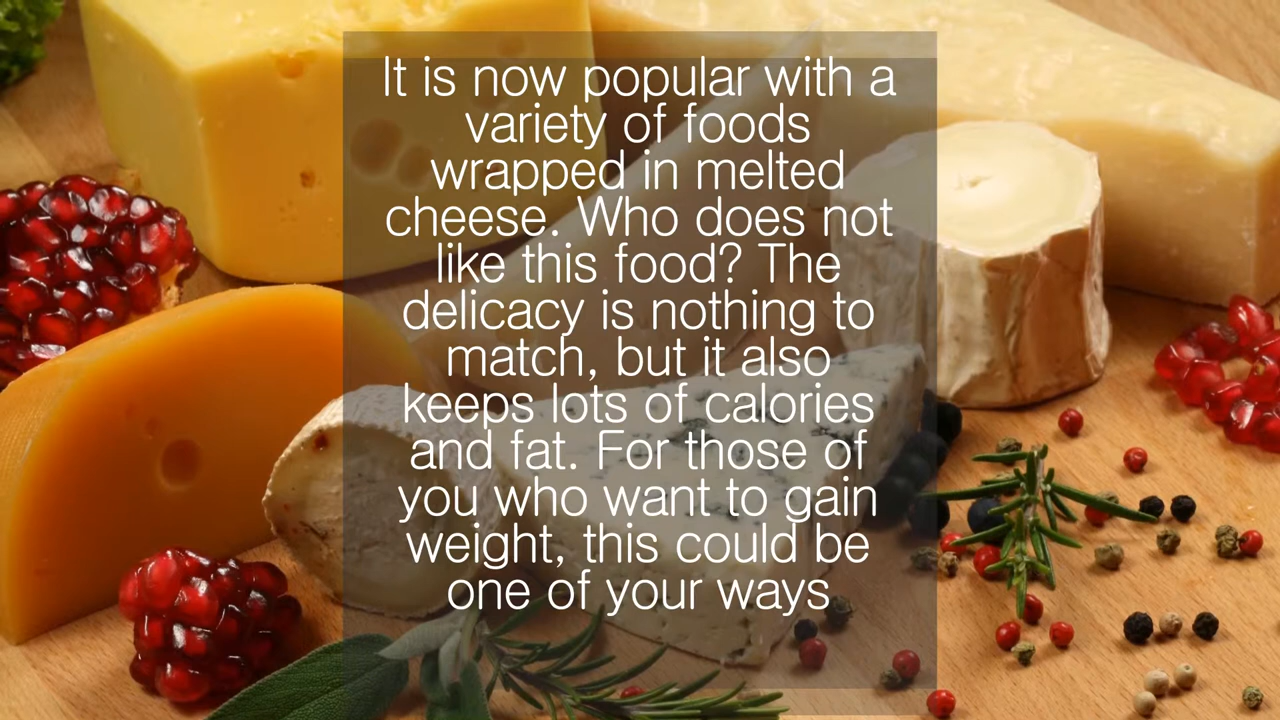 It is now popular with a
variety of foods
wrapped in melted
cheese. Who does not
like this food? The
delicacy is nothing to
match, but it also
keeps lots of calories
and fat. For those of
you who want to gain
weight, this could be
one of your ways